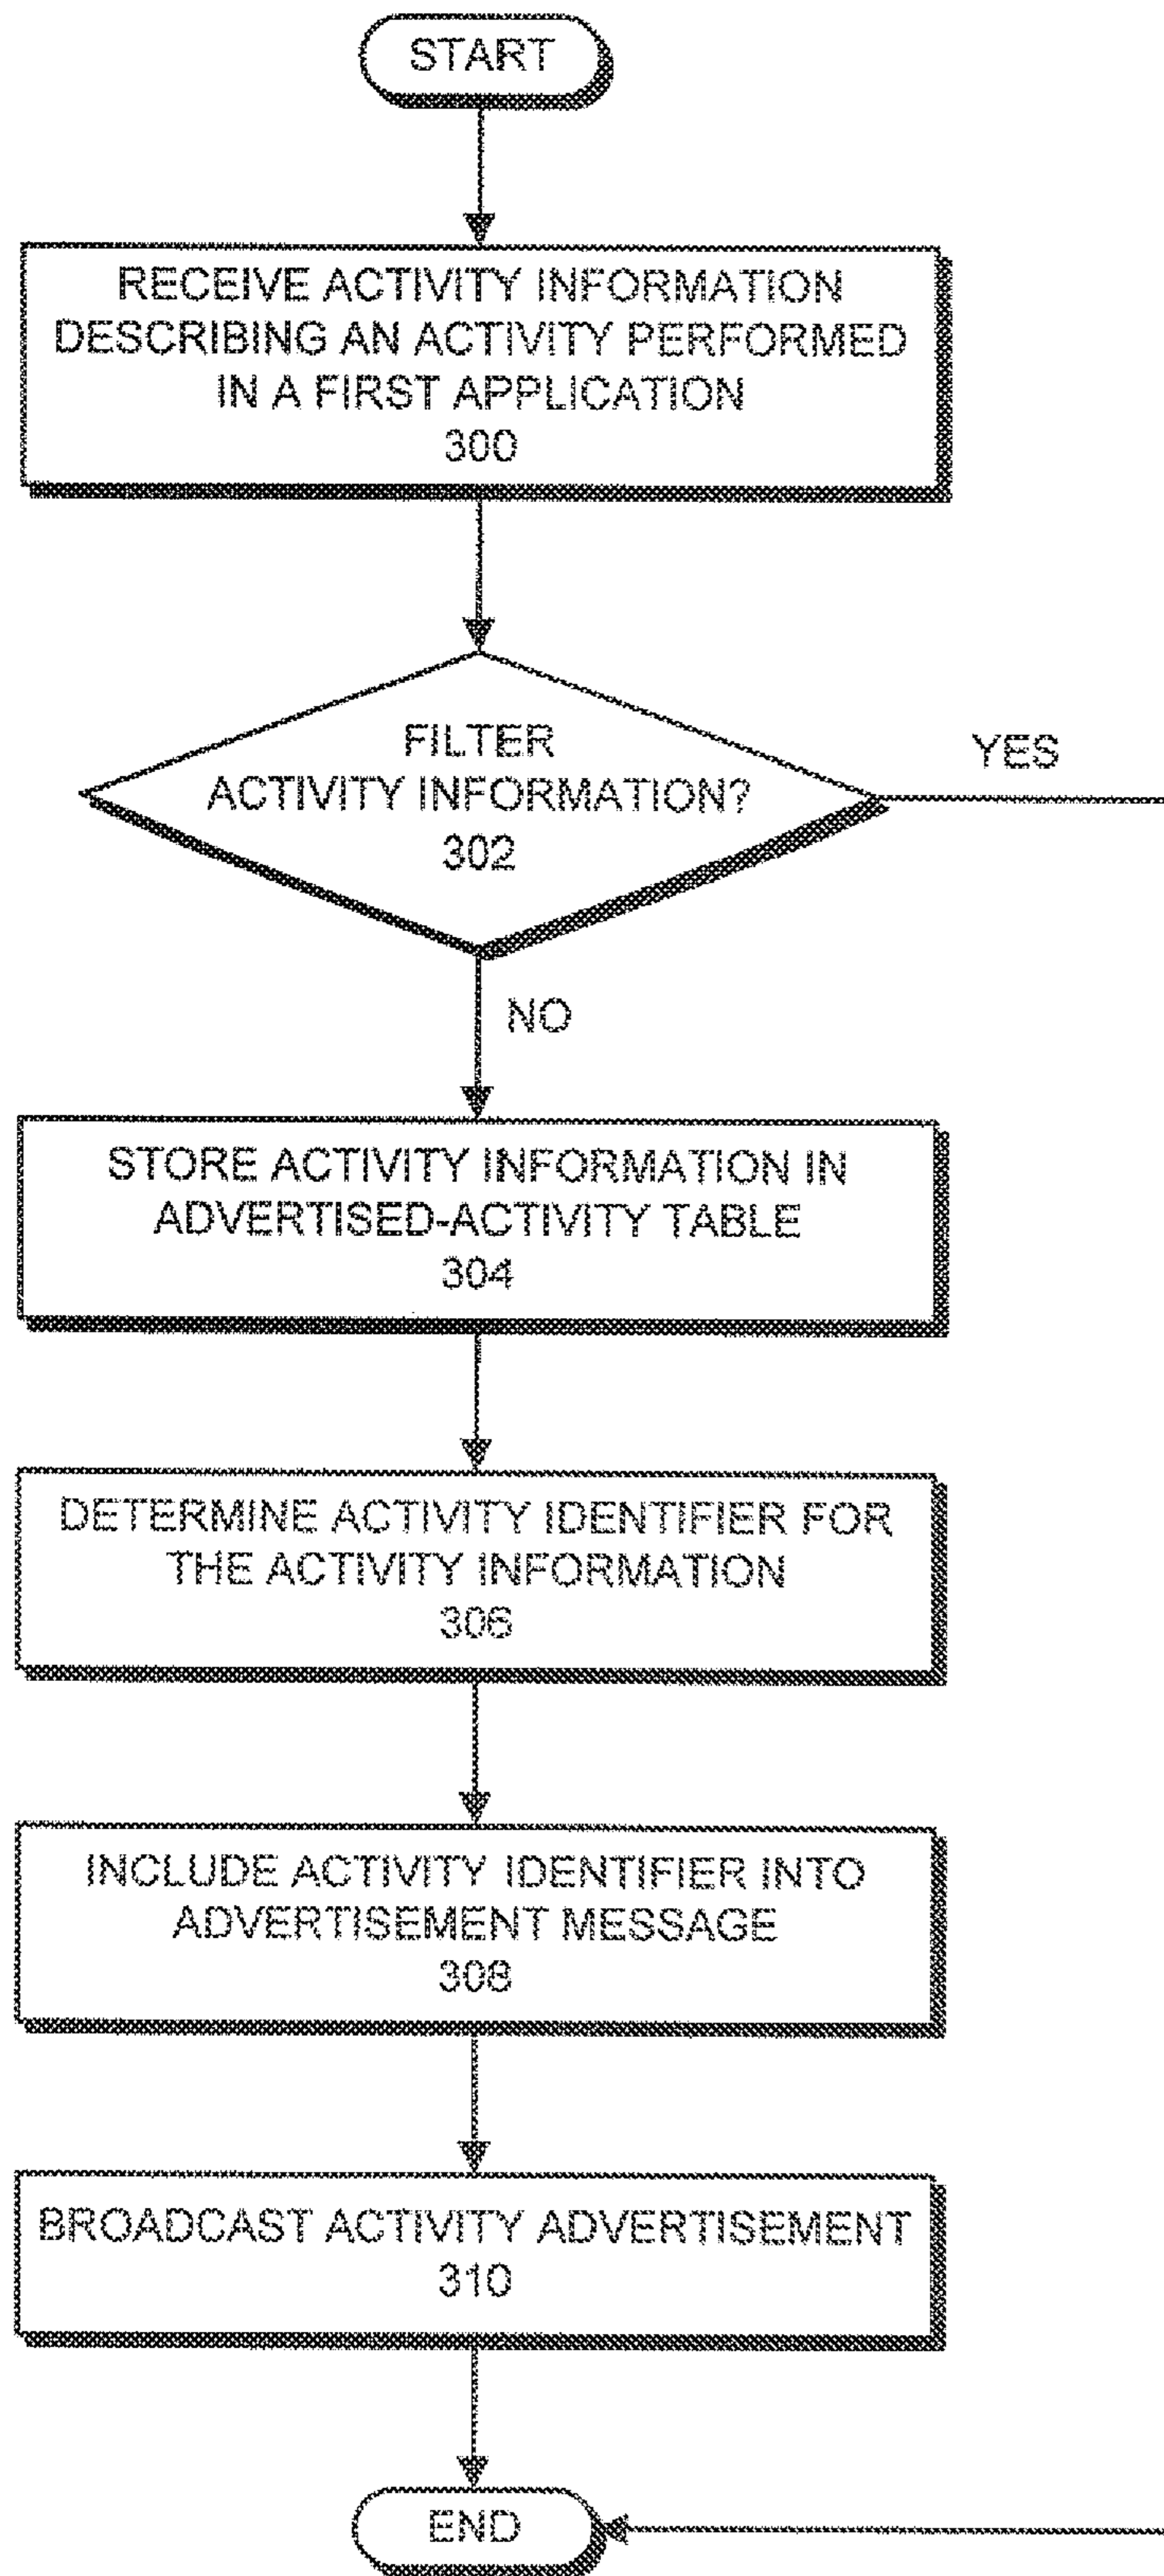 START
RECEIVE ACTIVITY INFORMATION
DESCRIBING AN ACTIVITY PERFORMED
IN A FIRST APPLICATION
300
FILTER
ACTIVITY INFORMATION?
302
YES
NO
STORE ACTIVITY INFORMATION IN
ADVERTISED-ACTIVITY TABLE
304
DETERMINE ACTIVITY IDENTIFIER FOR
THE ACTIVITY INFORMATION
306
INCLUDE ACTIVITY IDENTIFIER INTO
ADVERTISEMENT MESSAGE
308
BROADCAST ACTIVITY ADVERTISEMENT
310
END